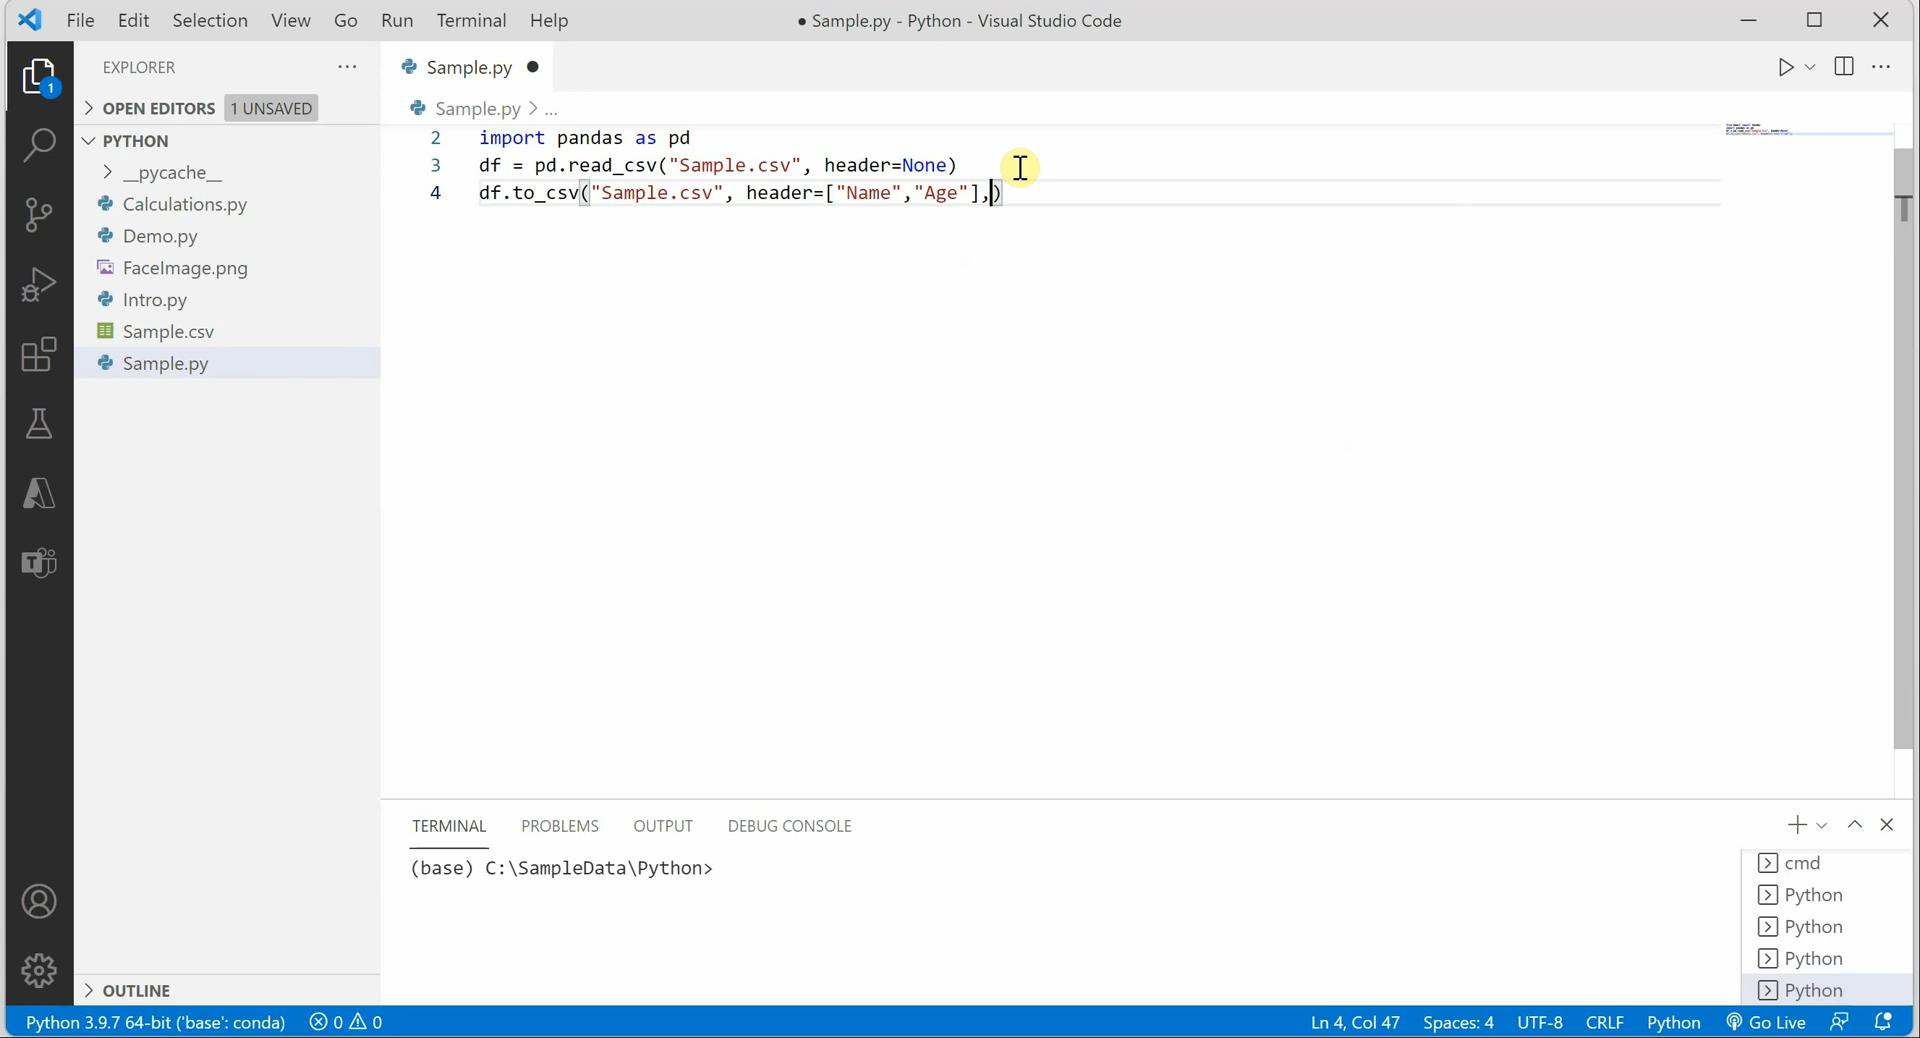 File Edit Selection View Go Run Terminal Help
● Sample.py - Python - Visual Studio Code
EXPLORER ...
1
OPEN EDITORS 1 UNSAVED
PYTHON
__pycache__
Calculations.py
Demo.py
FaceImage.png
Intro.py
Sample.csv
Sample.py
OUTLINE
Sample.py ●
Sample.py > ...
2 import pandas as pd
3 df = pd.read_csv("Sample.csv", header=None)
4 df.to_csv("Sample.csv", header=["Name","Age"],)
TERMINAL PROBLEMS OUTPUT DEBUG CONSOLE
(base) C:\SampleData\Python>
cmd
Python
Python
Python
Python
Python 3.9.7 64-bit ('base': conda) 0 0 Ln 4, Col 47 Spaces: 4 UTF-8 CRLF Python Go Live